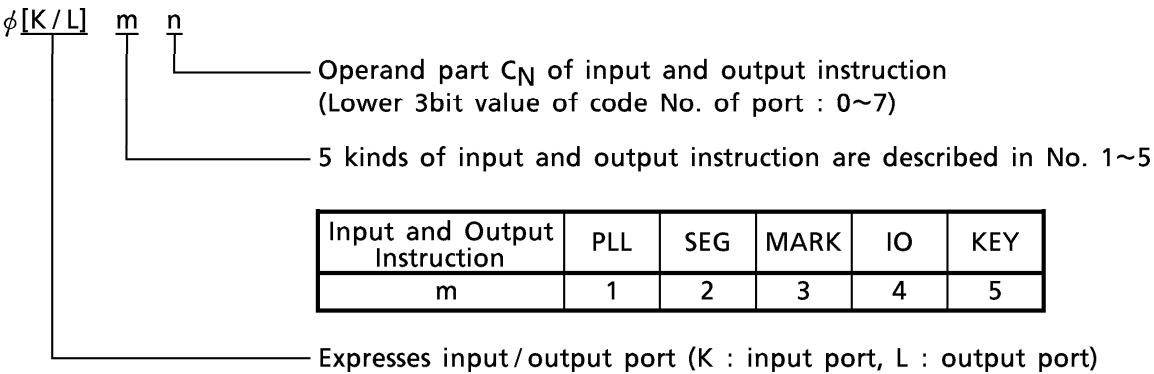 ϕ[K/L] m n
Operand part CN of input and output instruction
(Lower 3bit value of code No. of port : 0~7)
5 kinds of input and output instruction are described in No. 1~5
Input and Output Instruction PLL SEG MARK IO KEY
m 1 2 3 4 5
Expresses input/output port (K : input port, L : output port)